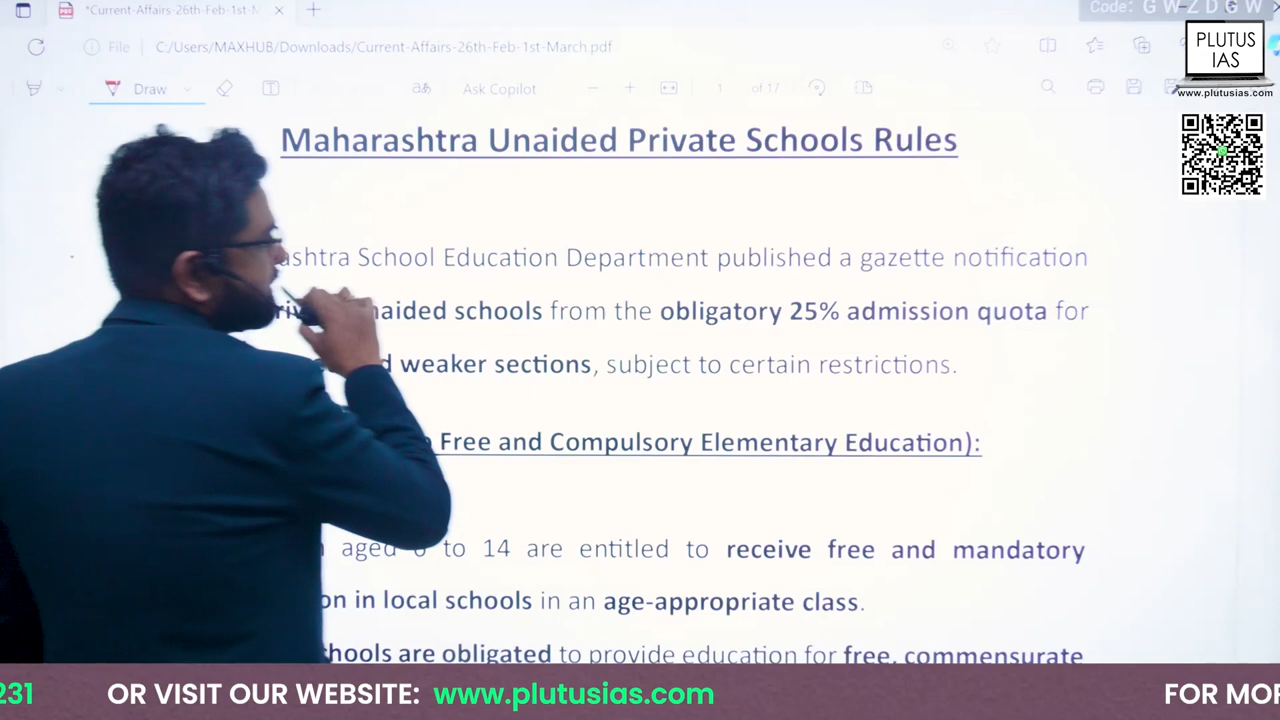 *Current-Affairs-26th-Feb-1st-M
Code: G W Z D G W
File C:/Users/MAXHUB/Downloads/Current-Affairs-26th-Feb-1st-March pdf
PLUTUS
IAS
www.plutusias.com
Draw Ask Copilot 1 of 17
Maharashtra Unaided Private Schools Rules
ashtra School Education Department published a gazette notification
naided schools from the obligatory 25% admission quota for
d weaker sections, subject to certain restrictions.
Free and Compulsory Elementary Education):
aged to 14 are entitled to receive free and mandatory
on in local schools in an age-appropriate class.
hools are obligated to provide education for free, commensurate
231 OR VISIT OUR WEBSITE: www.plutusias.com FOR MOR